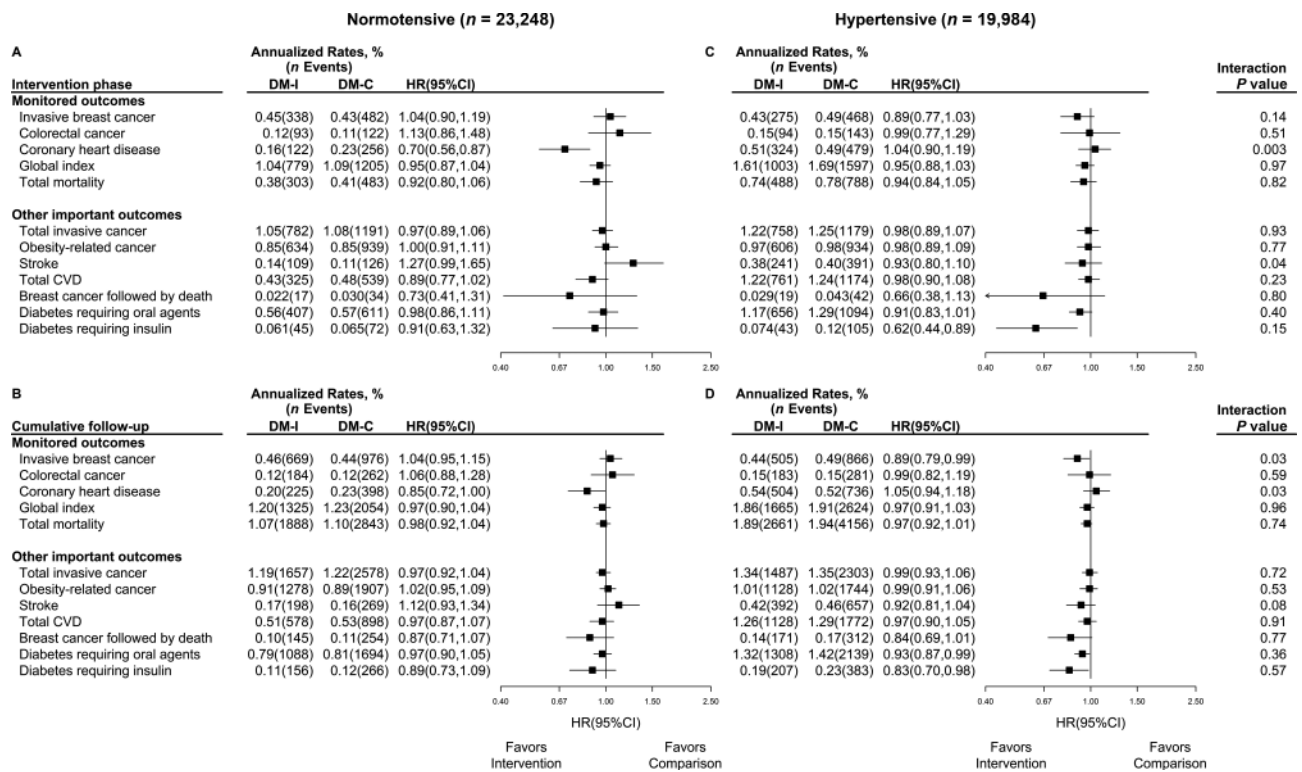 Normotensive (n = 23,248) Hypertensive (n = 19,984)
A Annualized Rates, % C Annualized Rates, %
(n Events) (n Events) Interaction
Intervention phase DM-I DM-C HR(95%CI) DM-I DM-C HR(95%CI) P value
Monitored outcomes
Invasive breast cancer 0.45(338) 0.43(482) 1.04(0.90,1.19) 0.43(275) 0.49(468) 0.89(0.77,1.03) 0.14
Colorectal cancer 0.12(93) 0.11(122) 1.13(0.86,1.48) 0.15(94) 0.15(143) 0.99(0.77,1.29) 0.51
Coronary heart disease 0.16(122) 0.23(256) 0.70(0.56,0.87) 0.51(324) 0.49(479) 1.04(0.90,1.19) 0.003
Global index 1.04(779) 1.09(1205) 0.95(0.87,1.04) 1.61(1003) 1.69(1597) 0.95(0.88,1.03) 0.97
Total mortality 0.38(303) 0.41(483) 0.92(0.80,1.06) 0.74(488) 0.78(788) 0.94(0.84,1.05) 0.82
Other important outcomes
Total invasive cancer 1.05(782) 1.08(1191) 0.97(0.89,1.06) 1.22(758) 1.25(1179) 0.98(0.89,1.07) 0.93
Obesity-related cancer 0.85(634) 0.85(939) 1.00(0.91,1.11) 0.97(606) 0.98(934) 0.98(0.89,1.09) 0.77
Stroke 0.14(109) 0.11(126) 1.27(0.99,1.65) 0.38(241) 0.40(391) 0.93(0.80,1.10) 0.04
Total CVD 0.43(325) 0.48(539) 0.89(0.77,1.02) 1.22(761) 1.24(1174) 0.98(0.90,1.08) 0.23
Breast cancer followed by death 0.022(17) 0.030(34) 0.73(0.41,1.31) 0.029(19) 0.043(42) 0.66(0.38,1.13) 0.80
Diabetes requiring oral agents 0.56(407) 0.57(611) 0.98(0.86,1.11) 1.17(656) 1.29(1094) 0.91(0.83,1.01) 0.40
Diabetes requiring insulin 0.061(45) 0.065(72) 0.91(0.63,1.32) 0.074(43) 0.12(105) 0.62(0.44,0.89) 0.15
0.40 0.67 1.00 1.50 2.50 0.40 0.67 1.00 1.50 2.50
B Annualized Rates, % D Annualized Rates, %
(n Events) (n Events) Interaction
Cumulative follow-up DM-I DM-C HR(95%CI) DM-I DM-C HR(95%CI) P value
Monitored outcomes
Invasive breast cancer 0.46(669) 0.44(976) 1.04(0.95,1.15) 0.44(505) 0.49(866) 0.89(0.79,0.99) 0.03
Colorectal cancer 0.12(184) 0.12(262) 1.06(0.88,1.28) 0.15(183) 0.15(281) 0.99(0.82,1.19) 0.59
Coronary heart disease 0.20(225) 0.23(398) 0.85(0.72,1.00) 0.54(504) 0.52(736) 1.05(0.94,1.18) 0.03
Global index 1.20(1325) 1.23(2054) 0.97(0.90,1.04) 1.86(1665) 1.91(2624) 0.97(0.91,1.03) 0.96
Total mortality 1.07(1888) 1.10(2843) 0.98(0.92,1.04) 1.89(2661) 1.94(4156) 0.97(0.92,1.01) 0.74
Other important outcomes
Total invasive cancer 1.19(1657) 1.22(2578) 0.97(0.92,1.04) 1.34(1487) 1.35(2303) 0.99(0.93,1.06) 0.72
Obesity-related cancer 0.91(1278) 0.89(1907) 1.02(0.95,1.09) 1.01(1128) 1.02(1744) 0.99(0.91,1.06) 0.53
Stroke 0.17(198) 0.16(269) 1.12(0.93,1.34) 0.42(392) 0.46(657) 0.92(0.81,1.04) 0.08
Total CVD 0.51(578) 0.53(898) 0.97(0.87,1.07) 1.26(1128) 1.29(1772) 0.97(0.90,1.05) 0.91
Breast cancer followed by death 0.10(145) 0.11(254) 0.87(0.71,1.07) 0.14(171) 0.17(312) 0.84(0.69,1.01) 0.77
Diabetes requiring oral agents 0.79(1088) 0.81(1694) 0.97(0.90,1.05) 1.32(1308) 1.42(2139) 0.93(0.87,0.99) 0.36
Diabetes requiring insulin 0.11(156) 0.12(266) 0.89(0.73,1.09) 0.19(207) 0.23(383) 0.83(0.70,0.98) 0.57
0.40 0.67 1.00 1.50 2.50 0.40 0.67 1.00 1.50 2.50
HR(95%CI) HR(95%CI)
Favors Favors Favors Favors
Intervention Comparison Intervention Comparison